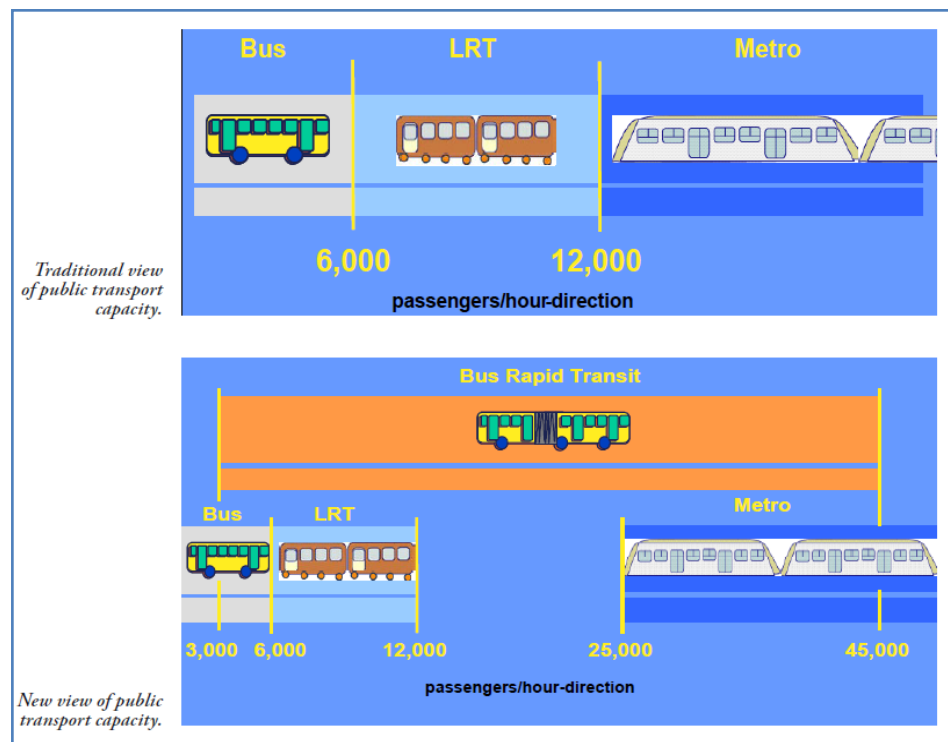 Bus LRT Metro
6,000 12,000
passengers/hour-direction
Traditional view
of public transport
capacity.
Bus Rapid Transit
Bus LRT Metro
3,000 6,000 12,000 25,000 45,000
passengers/hour-direction
New view of public
transport capacity.